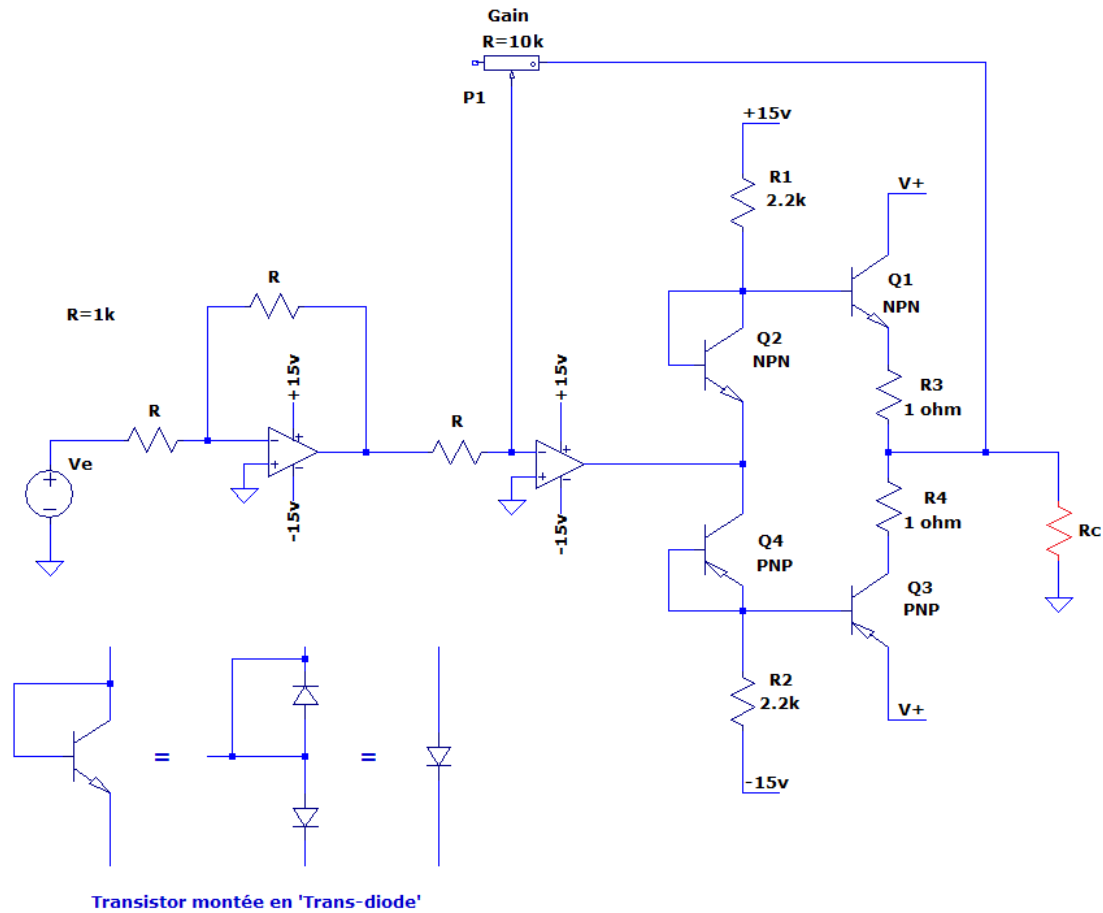 Gain
R=10k
P1
+15v
R1
2.2k
V+
Q1
NPN
R
R=1k
Q2
NPN
+15v
+15v
R3
1 ohm
R
R
-
+
+
-
-
+
+
-
Ve
+
-
-15v
-15v
R4
1 ohm
Rc
Q4
PNP
Q3
PNP
R2
2.2k
V+
-15v
=
=
Transistor montée en 'Trans-diode'